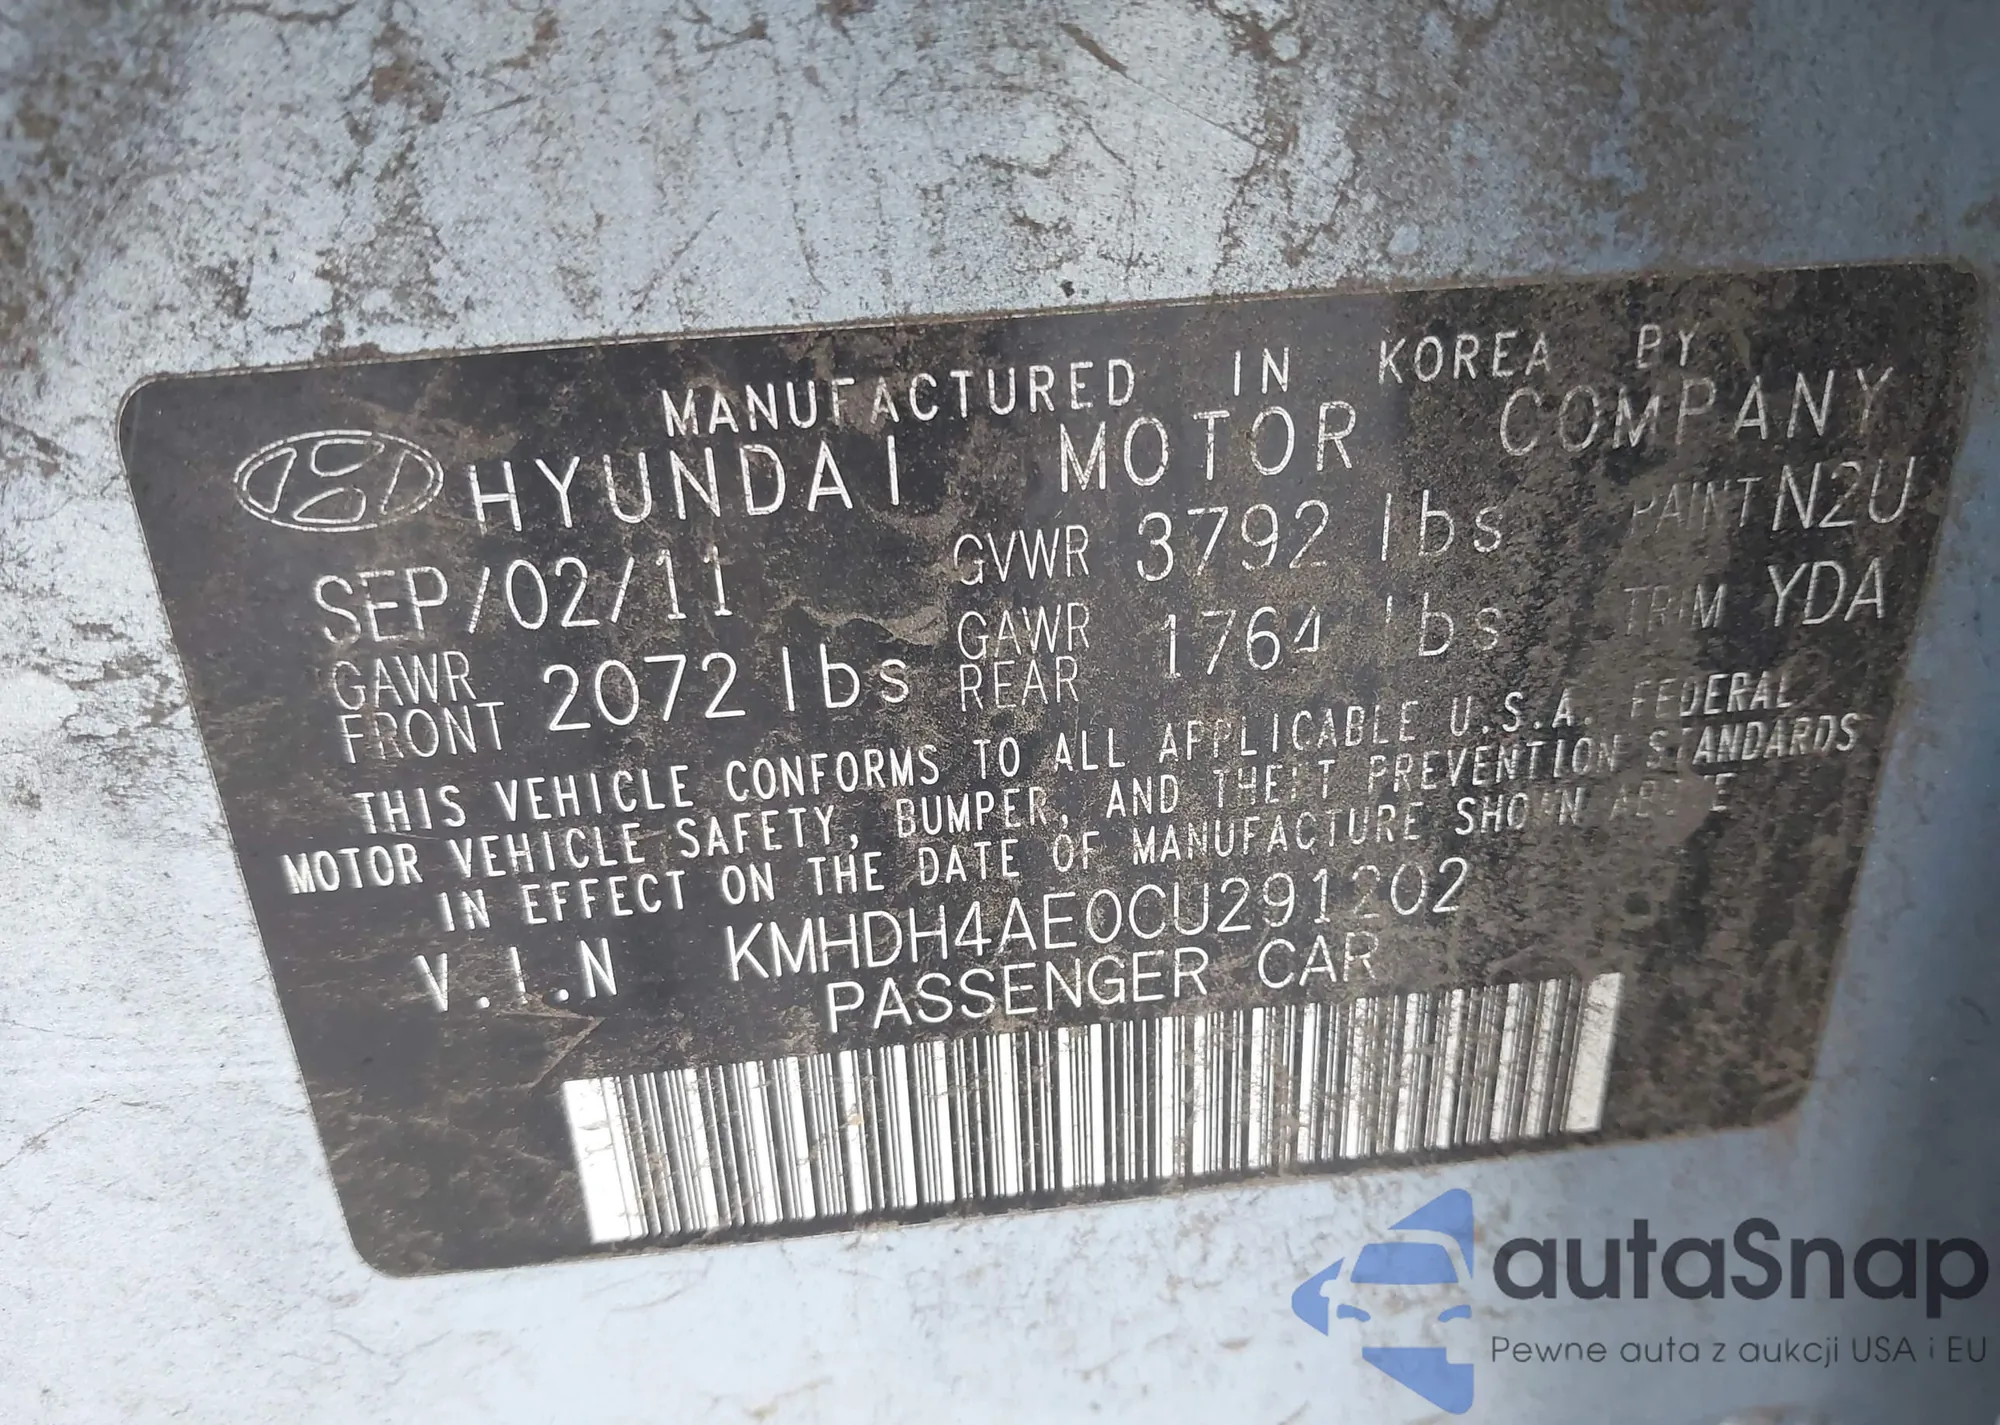 MANUFACTURED IN KOREA BY
HYUNDAI MOTOR COMPANY
SEP/02/11 GVWR 3792 lbs PAINT N2U
GAWR FRONT 2072 lbs GAWR REAR 1764 lbs TRIM YDA
THIS VEHICLE CONFORMS TO ALL APPLICABLE U.S.A. FEDERAL
MOTOR VEHICLE SAFETY, BUMPER, AND THEFT PREVENTION STANDARDS
IN EFFECT ON THE DATE OF MANUFACTURE SHOWN ABOVE
V.I.N KMHDH4AE0CU291202
PASSENGER CAR
autaSnap
Pewne auta z aukcji USA i EU